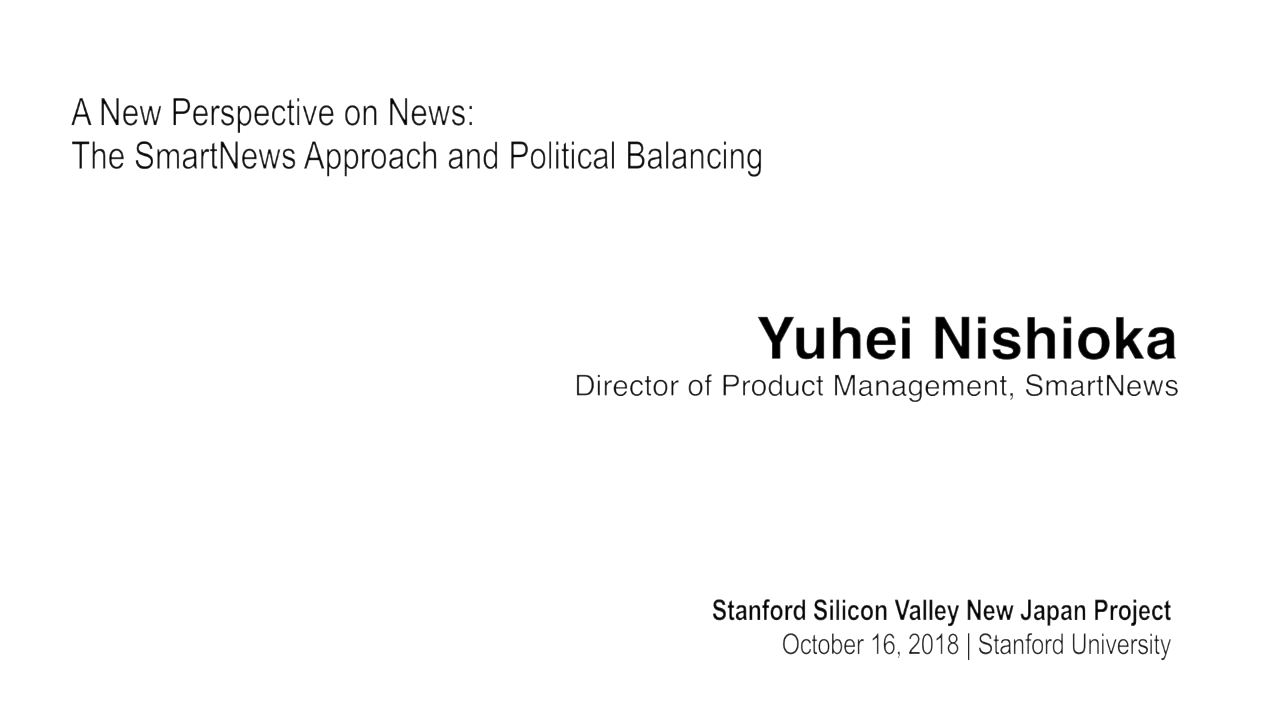 A New Perspective on News:
The SmartNews Approach and Political Balancing
Yuhei Nishioka
Director of Product Management, SmartNews
Stanford Silicon Valley New Japan Project
October 16, 2018 | Stanford University